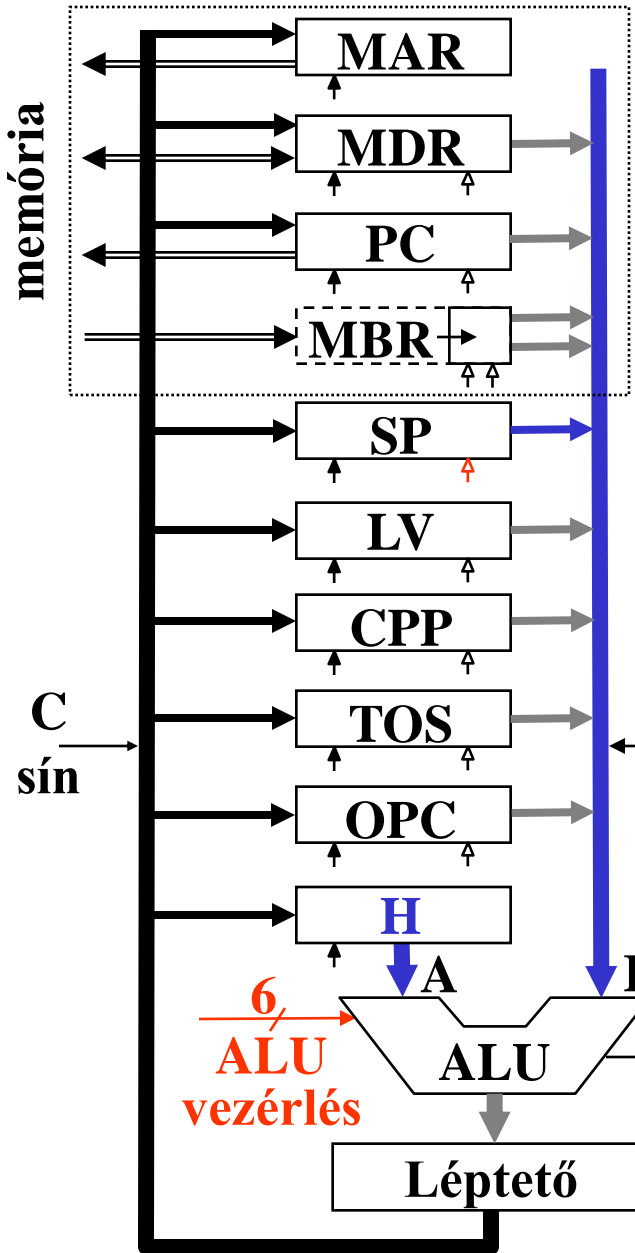 memória
MAR
MDR
PC
MBR
SP
LV
CPP
TOS
C
sín
OPC
H
A
6
ALU
vezérlés
ALU
Léptető